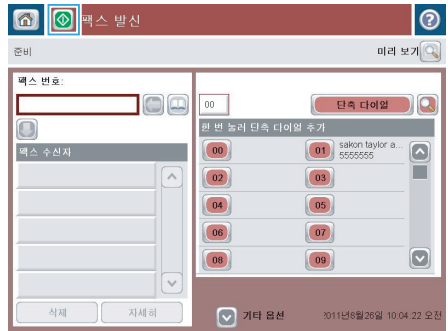 팩스 발신
준비
미리 보기
팩스 번호:
00
단축 다이얼
한 번 눌러 단축 다이얼 추가
팩스 수신자
00
01 sakon taylor a...
5555555
02
03
04
05
06
07
08
09
삭제
자세히
기타 옵션
2011년8월26일 10:04:22 오전